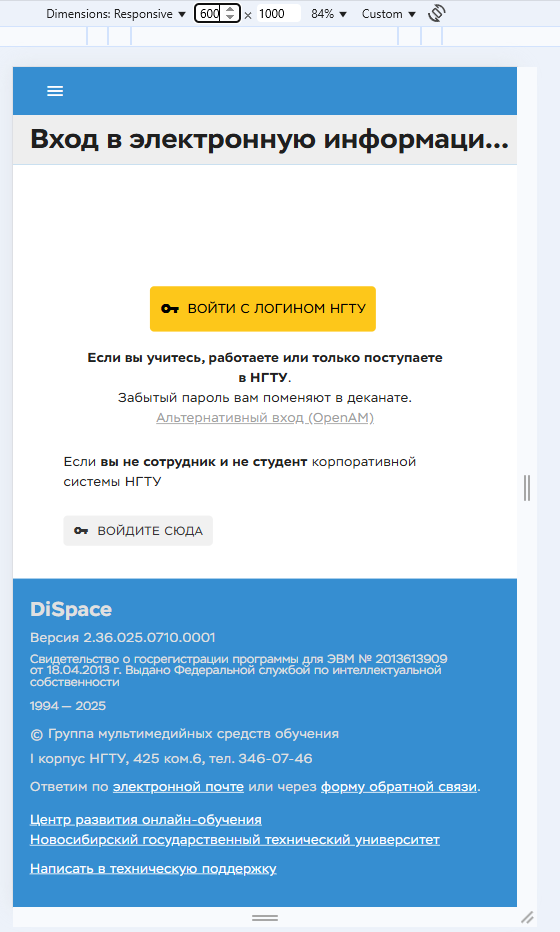 Dimensions: Responsive 600 × 1000 84% Custom
Вход в электронную информаци...
ВОЙТИ С ЛОГИНОМ НГТУ
Если вы учитесь, работаете или только поступаете
в НГТУ.
Забытый пароль вам поменяют в деканате.
Альтернативный вход (OpenAM)
Если вы не сотрудник и не студент корпоративной
системы НГТУ
ВОЙДИТЕ СЮДА
DiSpace
Версия 2.36.025.0710.0001
Свидетельство о госрегистрации программы для ЭВМ № 2013613909
от 18.04.2013 г. Выдано Федеральной службой по интеллектуальной
собственности
1994 — 2025
© Группа мультимедийных средств обучения
I корпус НГТУ, 425 ком.6, тел. 346-07-46
Ответим по электронной почте или через форму обратной связи.
Центр развития онлайн-обучения
Новосибирский государственный технический университет
Написать в техническую поддержку